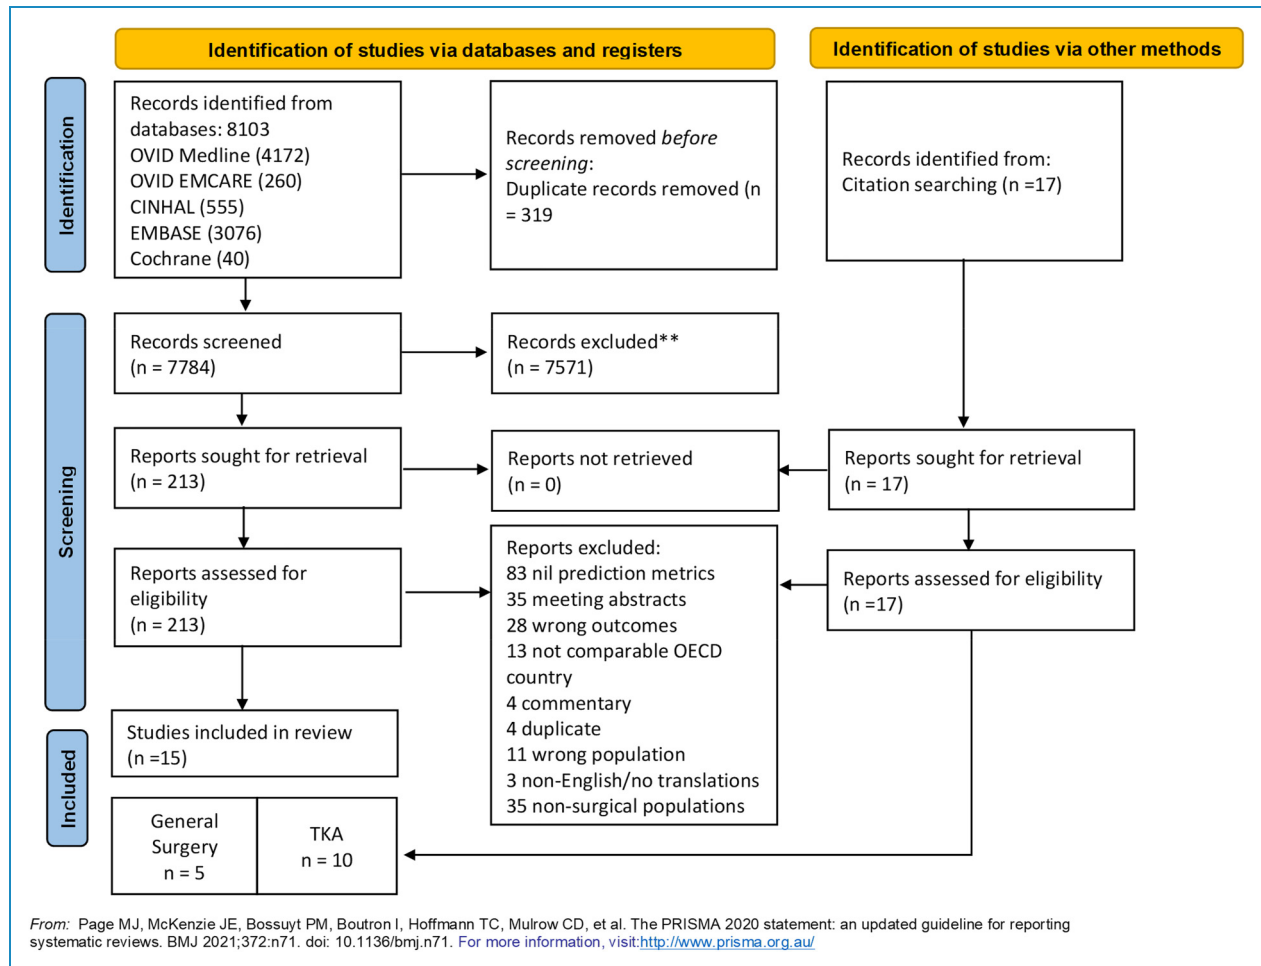 Identification of studies via databases and registers
Identification of studies via other methods
Identification
Records identified from
databases: 8103
OVID Medline (4172)
OVID EMCARE (260)
CINHAL (555)
EMBASE (3076)
Cochrane (40)
Records removed before
screening:
Duplicate records removed (n
= 319
Records identified from:
Citation searching (n =17)
Screening
Records screened
(n = 7784)
Records excluded**
(n = 7571)
Reports sought for retrieval
(n = 213)
Reports not retrieved
(n = 0)
Reports sought for retrieval
(n = 17)
Reports assessed for
eligibility
(n = 213)
Reports excluded:
83 nil prediction metrics
35 meeting abstracts
28 wrong outcomes
13 not comparable OECD
country
4 commentary
4 duplicate
11 wrong population
3 non-English/no translations
35 non-surgical populations
Reports assessed for eligibility
(n =17)
Included
Studies included in review
(n =15)
General
Surgery
n = 5
TKA
n = 10
From: Page MJ, McKenzie JE, Bossuyt PM, Boutron I, Hoffmann TC, Mulrow CD, et al. The PRISMA 2020 statement: an updated guideline for reporting
systematic reviews. BMJ 2021;372:n71. doi: 10.1136/bmj.n71. For more information, visit:http://www.prisma.org.au/